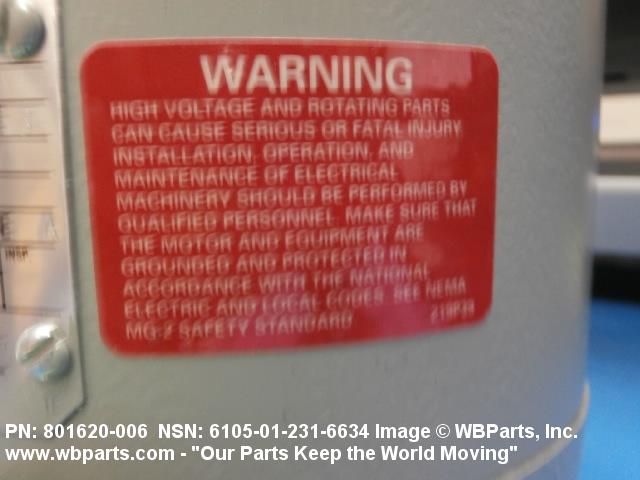 WARNING
HIGH VOLTAGE AND ROTATING PARTS
CAN CAUSE SERIOUS OR FATAL INJURY.
INSTALLATION, OPERATION, AND
MAINTENANCE OF ELECTRICAL
MACHINERY SHOULD BE PERFORMED BY
QUALIFIED PERSONNEL. MAKE SURE THAT
THE MOTOR AND EQUIPMENT ARE
GROUNDED AND PROTECTED IN
ACCORDANCE WITH THE NATIONAL
ELECTRIC AND LOCAL CODES. SEE NEMA
MG-2 SAFETY STANDARD
INSP.
PN: 801620-006 NSN: 6105-01-231-6634 Image © WBParts, Inc.
www.wbparts.com - "Our Parts Keep the World Moving"